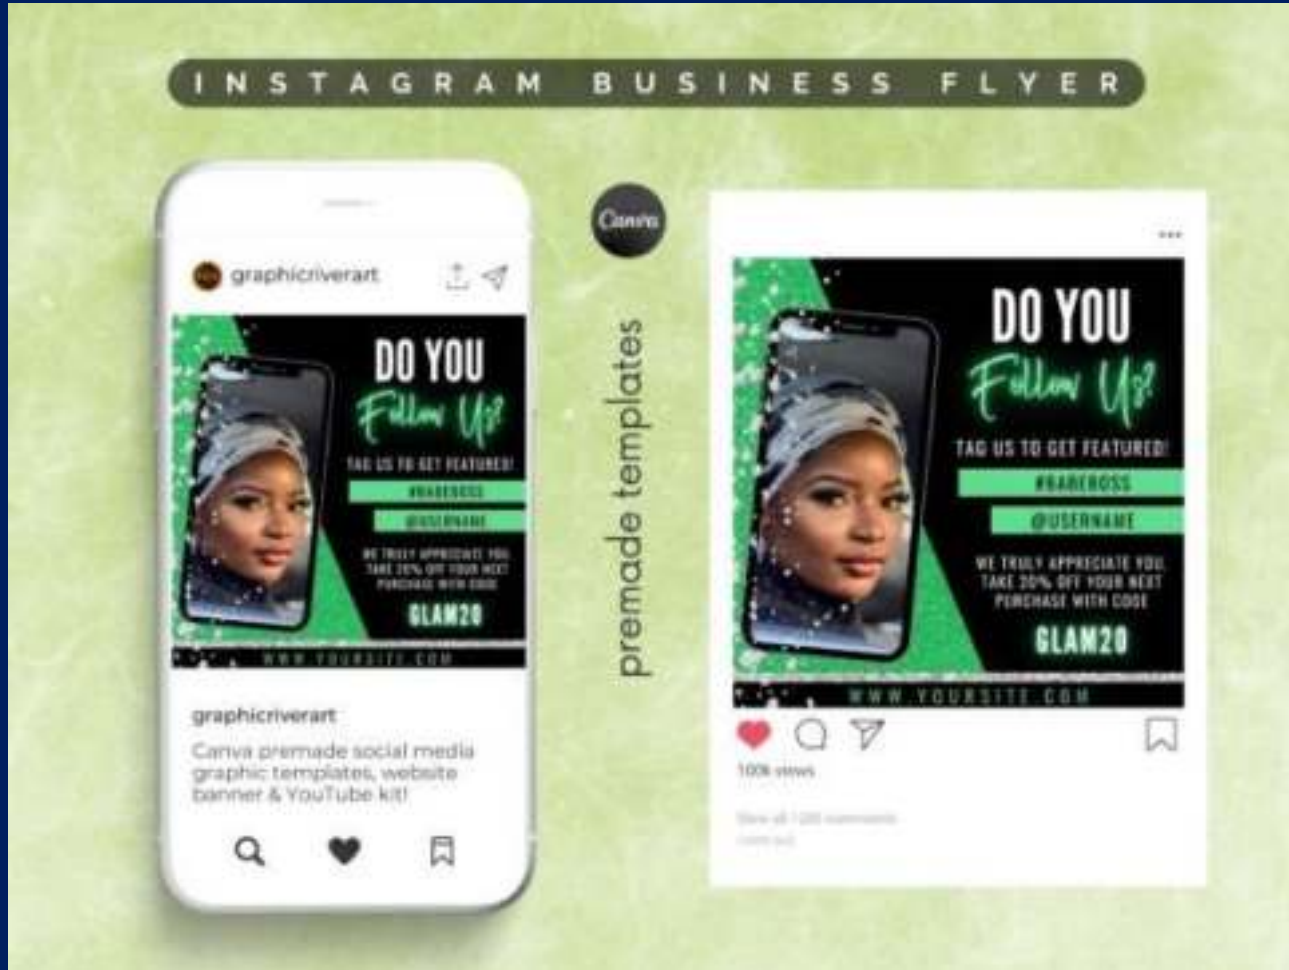 INSTAGRAM BUSINESS FLYER
graphicriverart
DO YOU
Follow Us?
TAG US TO GET FEATURED!
#BABEBOSS
@USERNAME
WE TRULY APPRECIATE YOU.
TAKE 20% OFF YOUR NEXT
PURCHASE WITH CODE
GLAM20
WWW.YOURSITE.COM
graphicriverart
Canva premade social media
graphic templates, website
banner & YouTube kit!
Canva
premade templates
DO YOU
Follow Us?
TAG US TO GET FEATURED!
#BABEBOSS
@USERNAME
WE TRULY APPRECIATE YOU.
TAKE 20% OFF YOUR NEXT
PURCHASE WITH CODE
GLAM20
WWW.YOURSITE.COM
100k views
View all comments